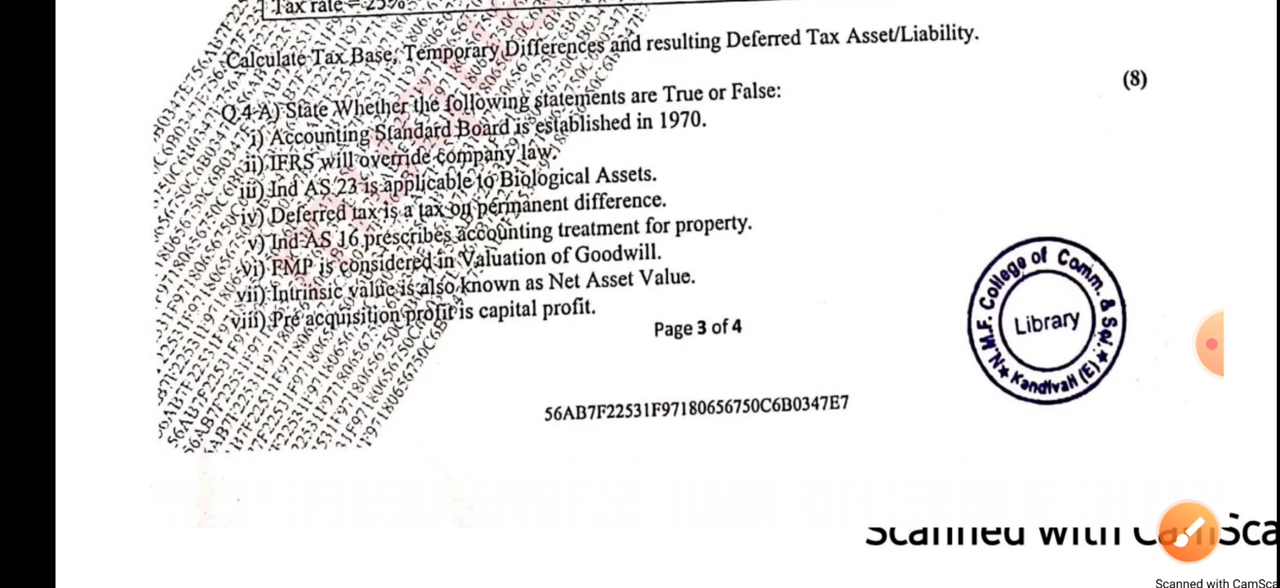 Tax rate = 25%
Calculate Tax Base, Temporary Differences and resulting Deferred Tax Asset/Liability.
(8)
Q.4-A) State Whether the following statements are True or False:
i) Accounting Standard Board is established in 1970.
ii) IFRS will override company law.
iii) Ind AS 23 is applicable to Biological Assets.
iv) Deferred tax is a tax on permanent difference.
v) Ind AS 16 prescribes accounting treatment for property.
vi) FMP is considered in Valuation of Goodwill.
vii) Intrinsic value is also known as Net Asset Value.
viii) Pre acquisition profit is capital profit.
Page 3 of 4
N.M.F. College of Comm. & Sci. ★ Kandivali (E) ★
Library
56AB7F22531F97180656750C6B0347E7
Scanned with CamSca
Scanned with CamSca